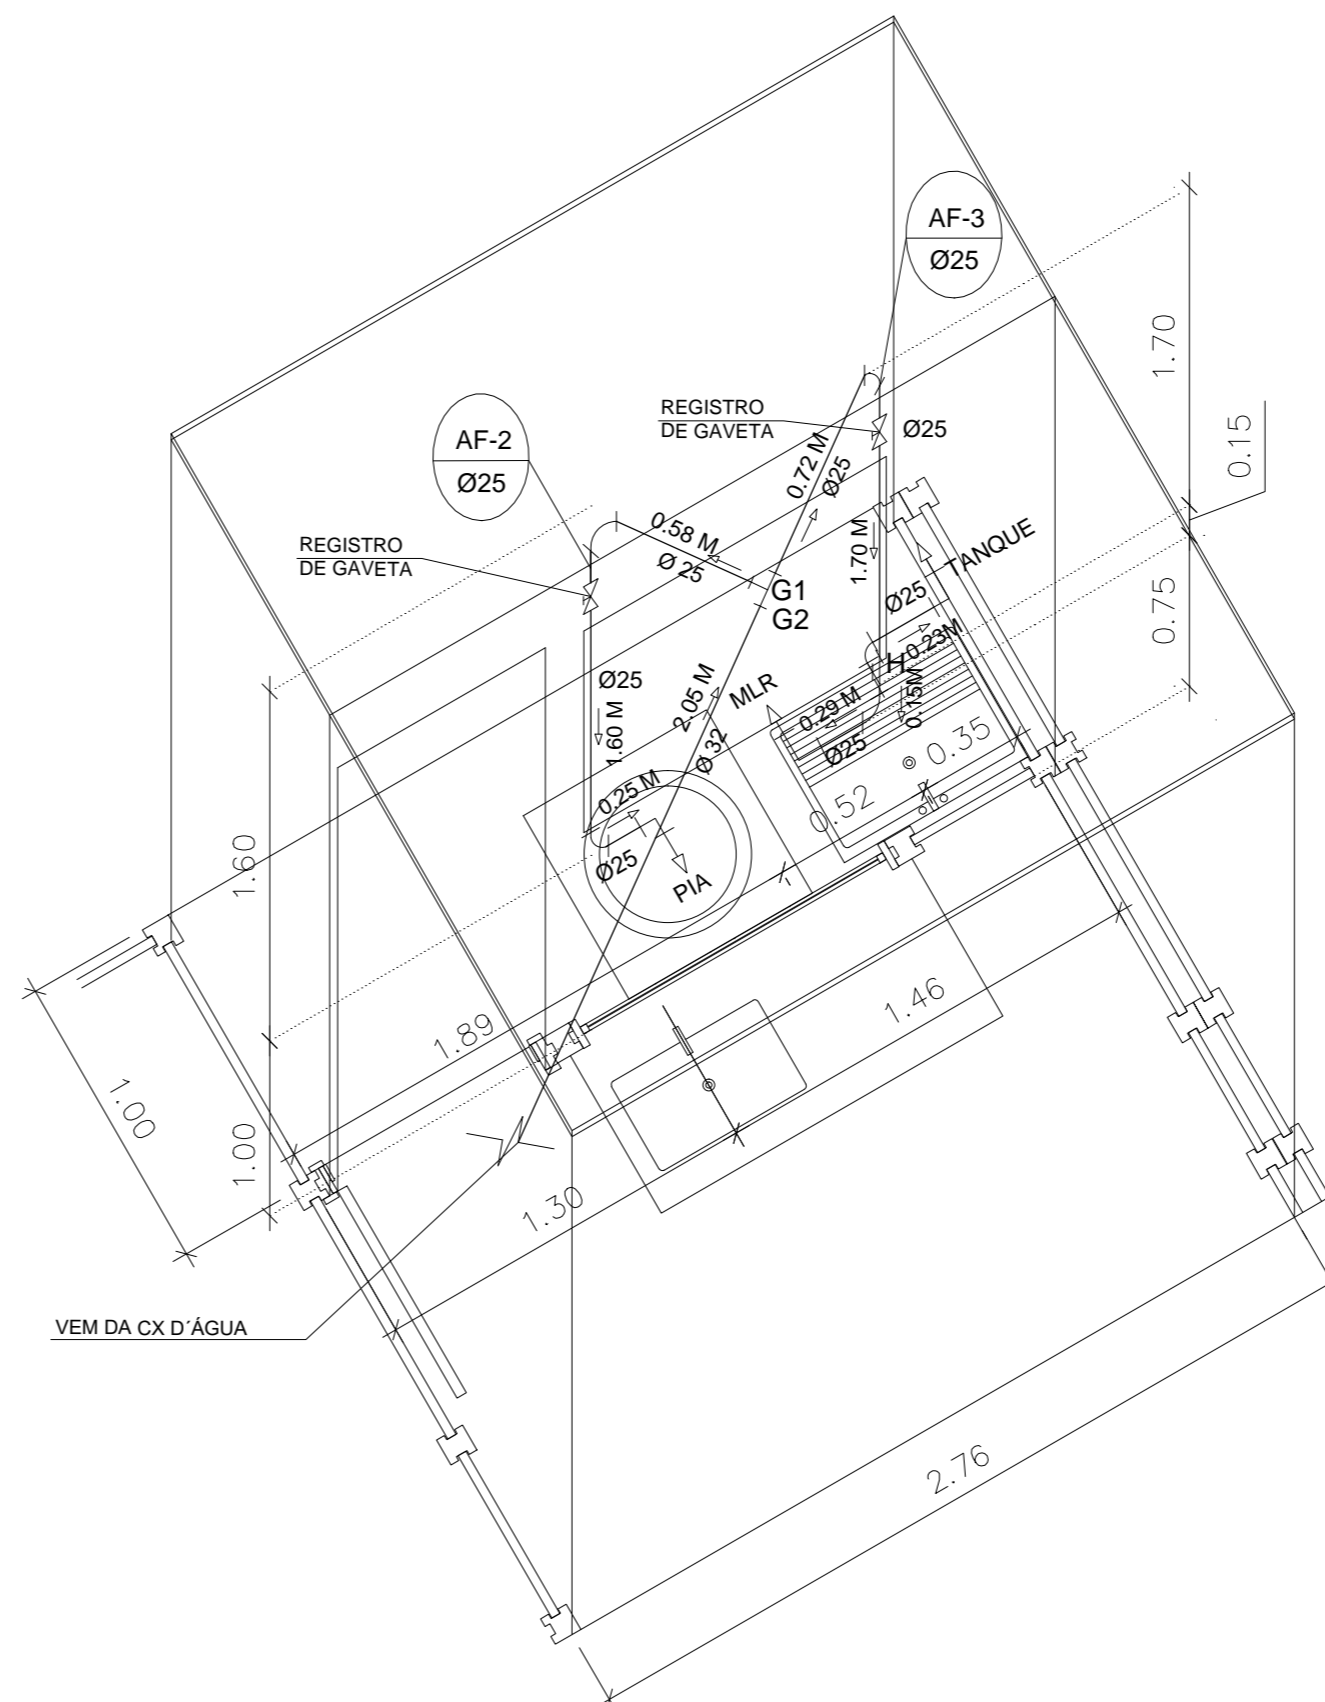 AF-3
Ø25
1.70
0.15
REGISTRO
DE GAVETA
Ø25
AF-2
Ø25
0.72 M
Ø25
REGISTRO
DE GAVETA
0.58 M
Ø 25
1.70 M
TANQUE
G1
G2
Ø25
0.75
0.23M
H
Ø25
1.60 M
2.05 M
Ø 32
MLR
0.29 M
Ø25
0.15M
0.35
0.52
0.25 M
Ø25
PIA
1.60
1.89
1.46
1.00
1.00
1.30
VEM DA CX D´ÁGUA
2.76